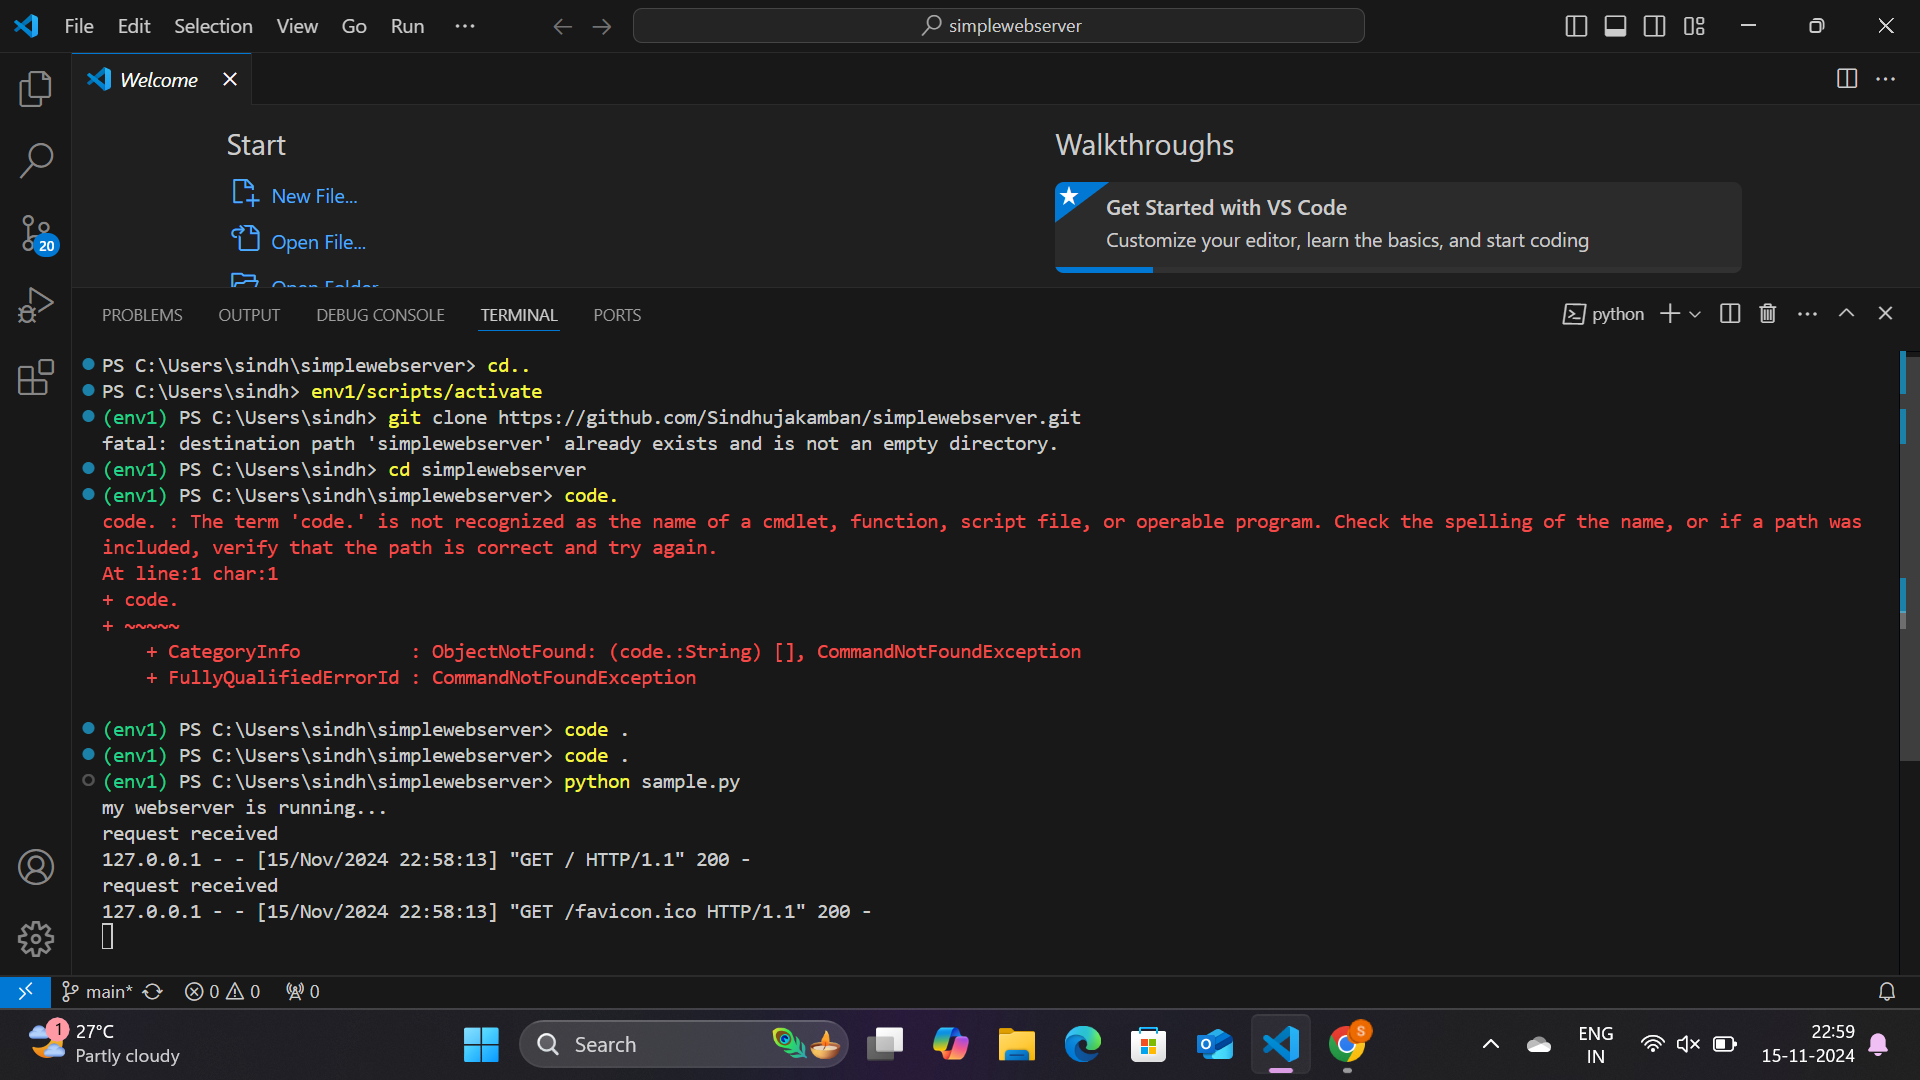 File Edit Selection View Go Run ... simplewebserver
Welcome
Start
Walkthroughs
New File...
Get Started with VS Code
Open File...
Customize your editor, learn the basics, and start coding
Open Folder...
20
PROBLEMS OUTPUT DEBUG CONSOLE TERMINAL PORTS python
PS C:\Users\sindh\simplewebserver> cd..
PS C:\Users\sindh> env1/scripts/activate
(env1) PS C:\Users\sindh> git clone https://github.com/Sindhujakamban/simplewebserver.git
fatal: destination path 'simplewebserver' already exists and is not an empty directory.
(env1) PS C:\Users\sindh> cd simplewebserver
(env1) PS C:\Users\sindh\simplewebserver> code.
code. : The term 'code.' is not recognized as the name of a cmdlet, function, script file, or operable program. Check the spelling of the name, or if a path was
included, verify that the path is correct and try again.
At line:1 char:1
+ code.
+ ~~~~~
    + CategoryInfo          : ObjectNotFound: (code.:String) [], CommandNotFoundException
    + FullyQualifiedErrorId : CommandNotFoundException
(env1) PS C:\Users\sindh\simplewebserver> code .
(env1) PS C:\Users\sindh\simplewebserver> code .
(env1) PS C:\Users\sindh\simplewebserver> python sample.py
my webserver is running...
request received
127.0.0.1 - - [15/Nov/2024 22:58:13] "GET / HTTP/1.1" 200 -
request received
127.0.0.1 - - [15/Nov/2024 22:58:13] "GET /favicon.ico HTTP/1.1" 200 -
main* 0 0 0
1 27°C
Partly cloudy
Search
S
ENG
IN
22:59
15-11-2024